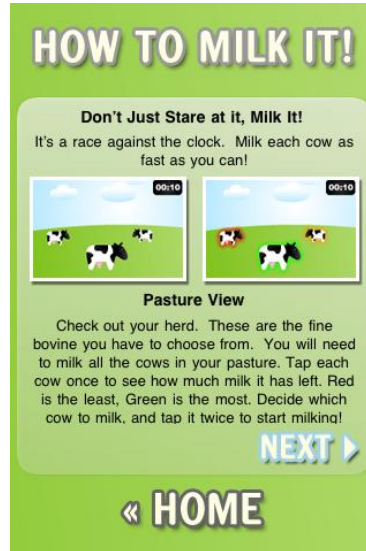 HOW TO MILK IT!
Don't Just Stare at it, Milk It!
It's a race against the clock.  Milk each cow as
fast as you can!
00:10 00:10
Pasture View
Check out your herd.  These are the fine
bovine you have to choose from.  You will need
to milk all the cows in your pasture. Tap each
cow once to see how much milk it has left. Red
is the least, Green is the most. Decide which
cow to milk, and tap it twice to start milking!
NEXT
« HOME